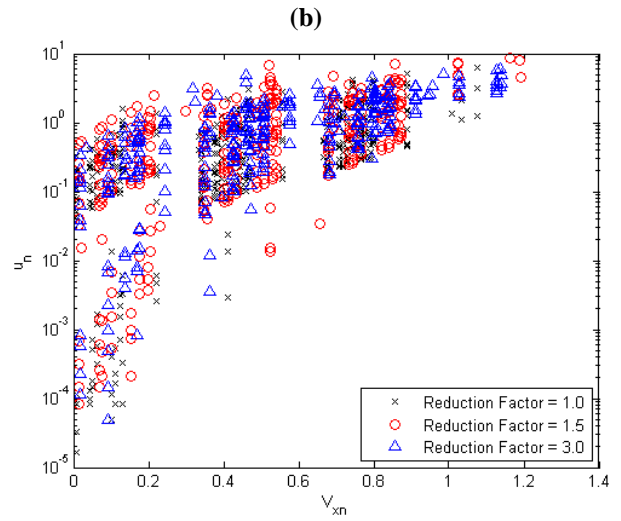 (b)
10^1
10^0
10^-1
10^-2
10^-3
10^-4
10^-5
u_n
0 0.2 0.4 0.6 0.8 1 1.2 1.4
V_xn
Reduction Factor = 1.0
Reduction Factor = 1.5
Reduction Factor = 3.0